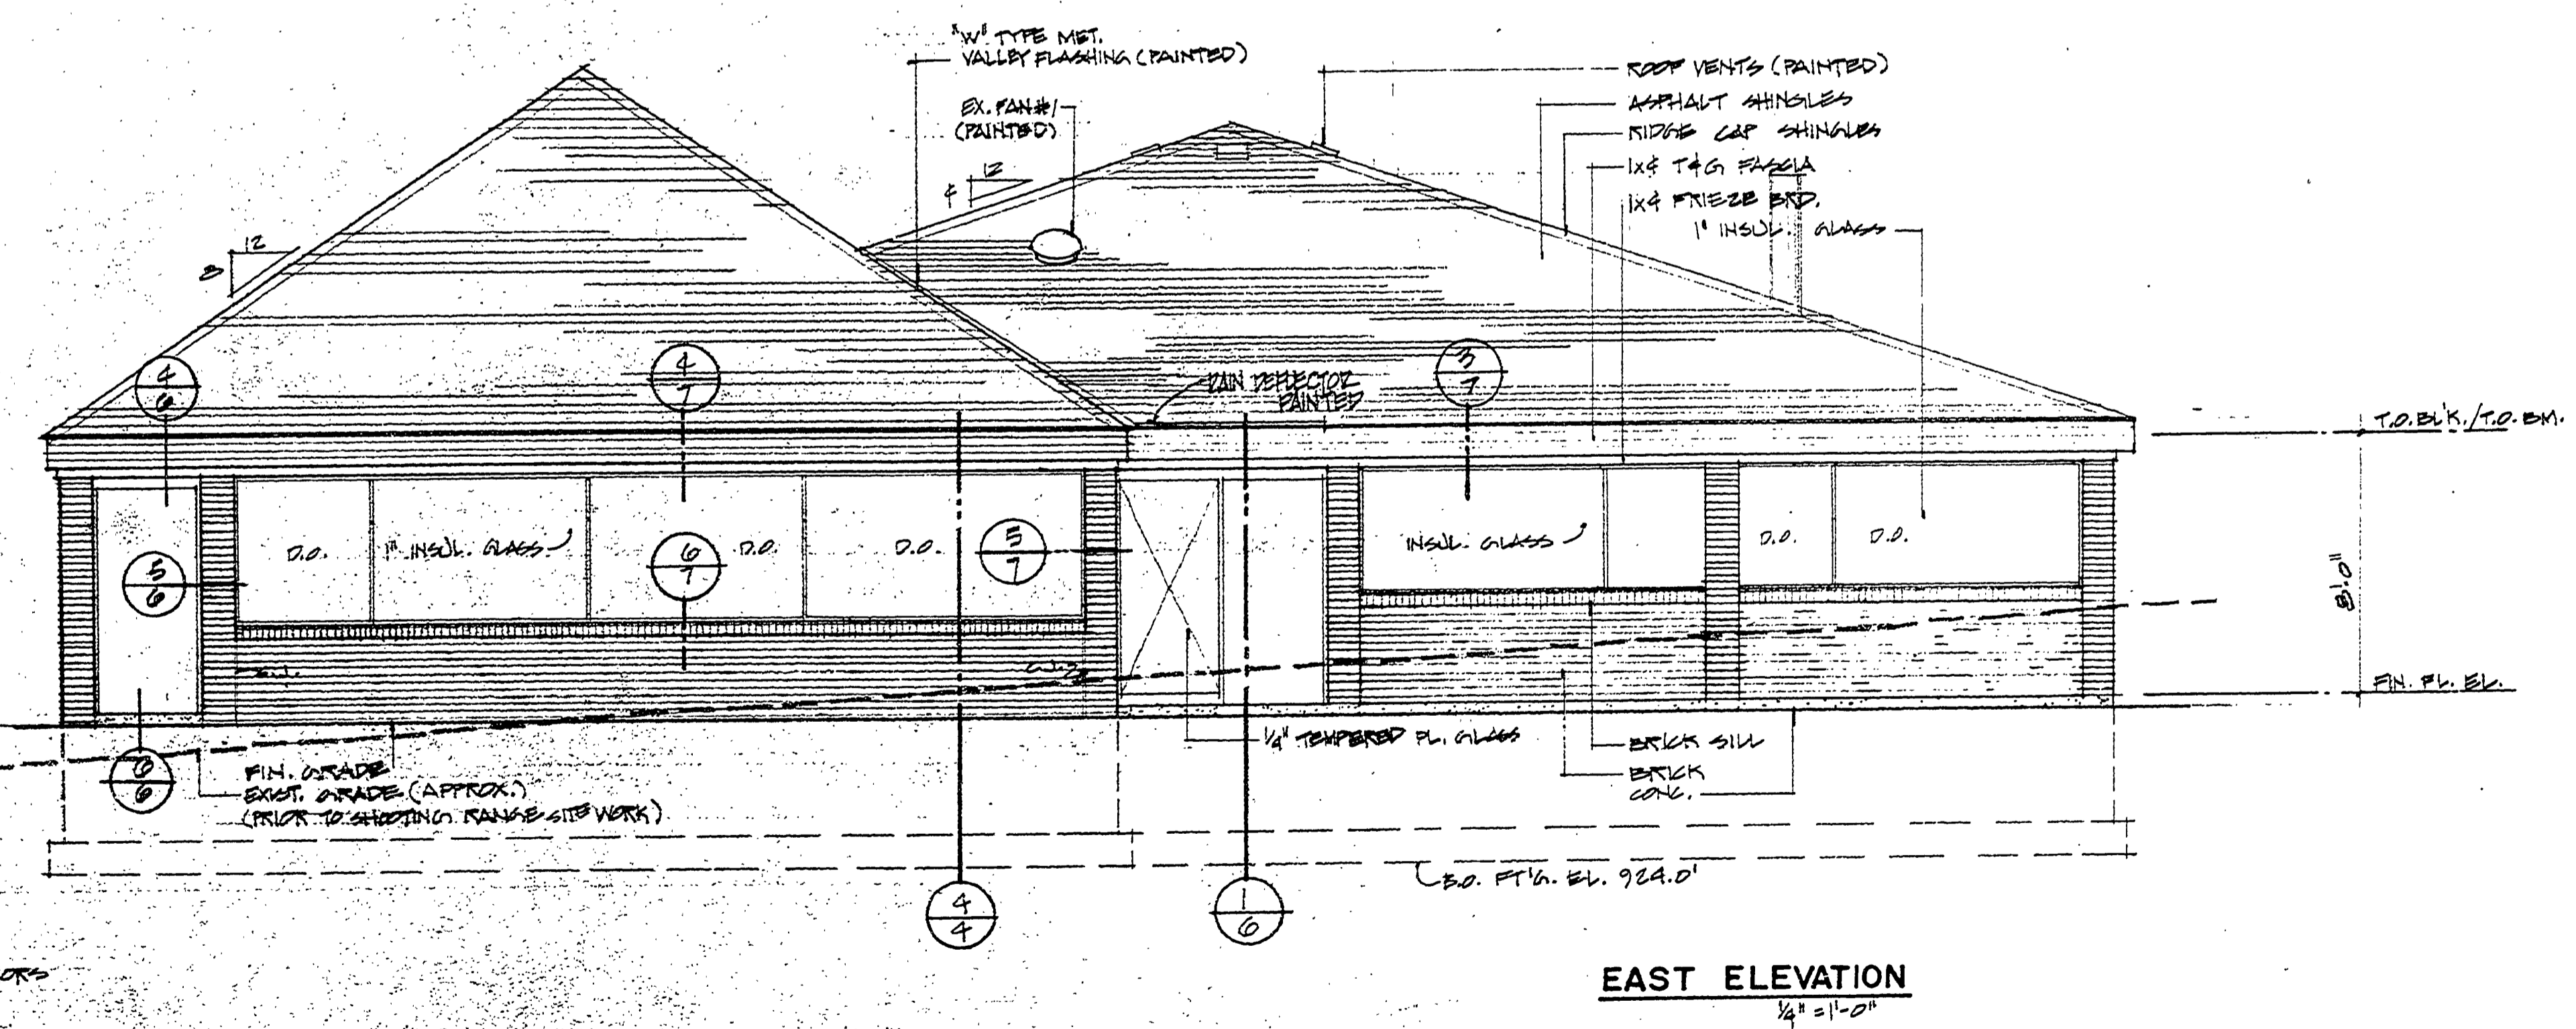 "W" TYPE MET.
VALLEY FLASHING (PAINTED)
EX. FAN #1
(PAINTED)
ROOF VENTS (PAINTED)
ASPHALT SHINGLES
RIDGE CAP SHINGLES
1x4 T&G FASCIA
1x4 FRIEZE BRD.
1" INSUL. GLASS
12
4
12
8
4
6
4
7
3
7
RAIN DEFLECTOR
PAINTED
T.O. BL'K./T.O. BM.
D.O.
1" INSUL. GLASS
D.O.
D.O.
5
7
INSUL. GLASS
D.O.
D.O.
5
6
6
7
8'-0"
FIN. FL. EL.
1/4" TEMPERED PL. GLASS
BRICK SILL
BRICK
CONC.
6
6
FIN. GRADE
EXIST. GRADE (APPROX.)
(PRIOR TO SHOOTING RANGE SITE WORK)
B.O. FT'G. EL. 924.0'
4
4
1
6
ORS
EAST ELEVATION
1/4" = 1'-0"